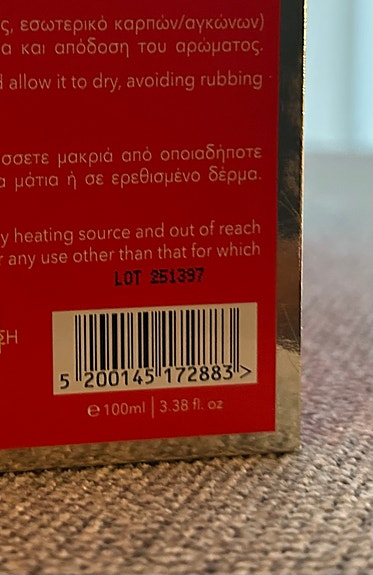 ς, εσωτερικό καρπών/αγκώνων)
α και απόδοση του αρώματος.
allow it to dry, avoiding rubbing
σσετε μακριά από οποιαδήποτε
α μάτια ή σε ερεθισμένο δέρμα.
y heating source and out of reach
r any use other than that for which
LOT 251397
ΣΗ
5 200145 172883 >
℮ 100ml | 3.38 fl. oz